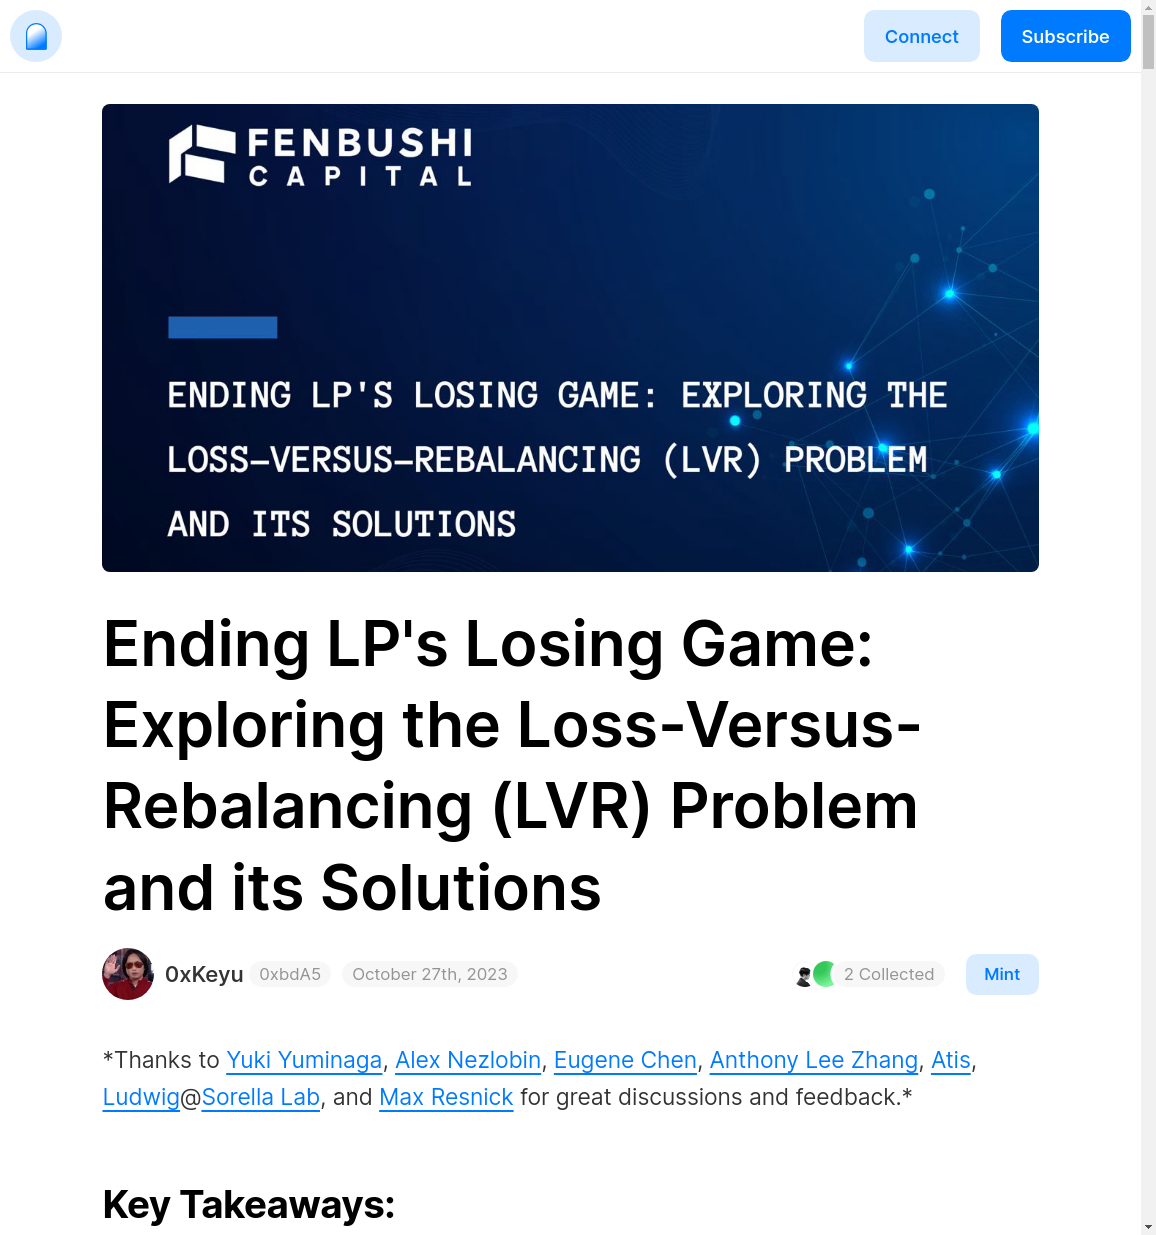 Connect
Subscribe
FENBUSHI
CAPITAL
ENDING LP'S LOSING GAME: EXPLORING THE
LOSS-VERSUS-REBALANCING (LVR) PROBLEM
AND ITS SOLUTIONS
Ending LP's Losing Game:
Exploring the Loss-Versus-
Rebalancing (LVR) Problem
and its Solutions
0xKeyu 0xbdA5 October 27th, 2023 2 Collected Mint
*Thanks to Yuki Yuminaga, Alex Nezlobin, Eugene Chen, Anthony Lee Zhang, Atis,
Ludwig@Sorella Lab, and Max Resnick for great discussions and feedback.*
Key Takeaways: